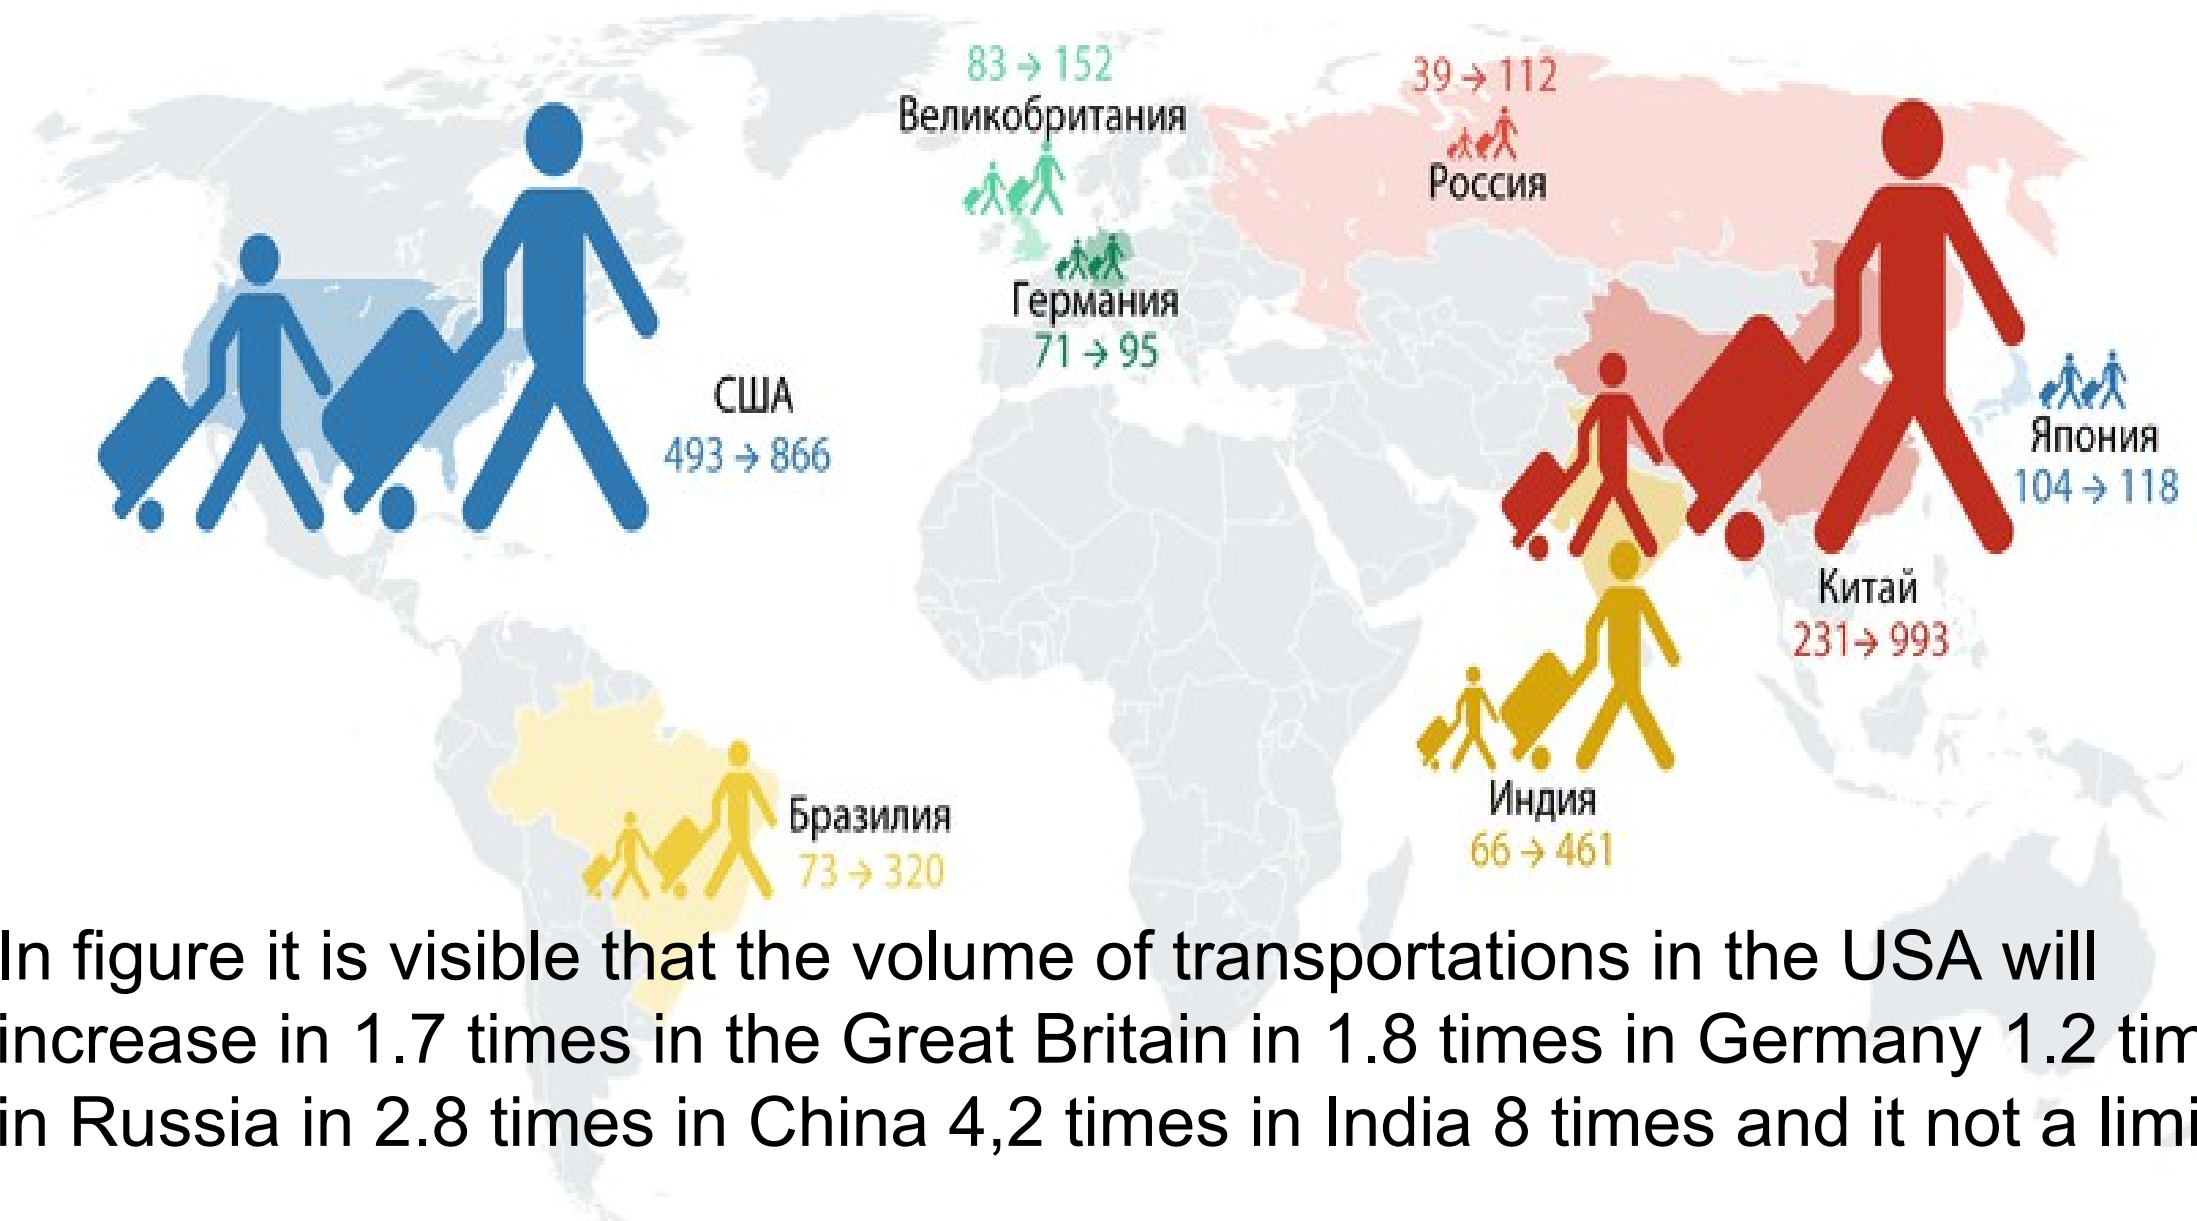 83 → 152
Великобритания
39 → 112
Россия
Германия
71 → 95
США
493 → 866
Япония
104 → 118
Китай
231→ 993
Бразилия
73 → 320
Индия
66 → 461
In figure it is visible that the volume of transportations in the USA will
increase in 1.7 times in the Great Britain in 1.8 times in Germany 1.2
in Russia in 2.8 times in China 4,2 times in India 8 times and it not a